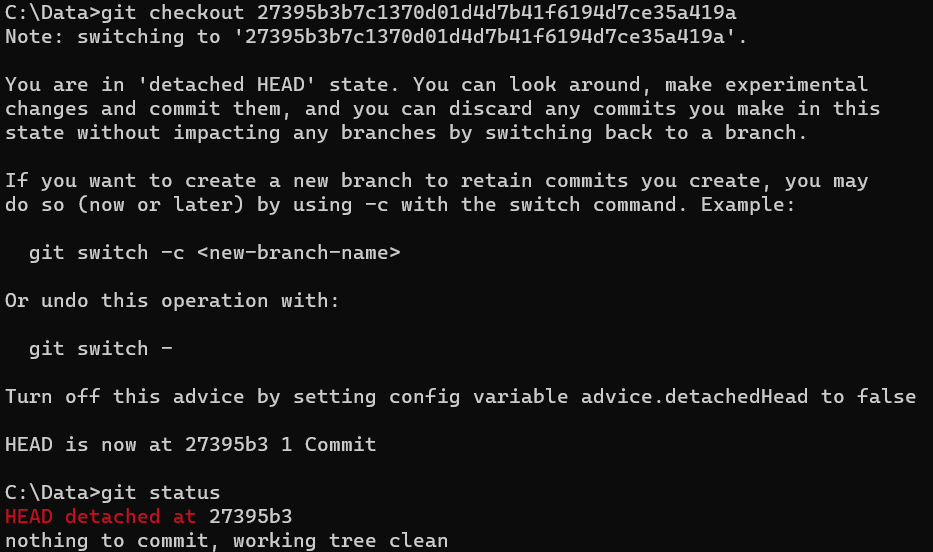 C:\Data>git checkout 27395b3b7c1370d01d4d7b41f6194d7ce35a419a
Note: switching to '27395b3b7c1370d01d4d7b41f6194d7ce35a419a'.
You are in 'detached HEAD' state. You can look around, make experimental
changes and commit them, and you can discard any commits you make in this
state without impacting any branches by switching back to a branch.
If you want to create a new branch to retain commits you create, you may
do so (now or later) by using -c with the switch command. Example:
git switch -c <new-branch-name>
Or undo this operation with:
git switch -
Turn off this advice by setting config variable advice.detachedHead to false
HEAD is now at 27395b3 1 Commit
C:\Data>git status
HEAD detached at 27395b3
nothing to commit, working tree clean